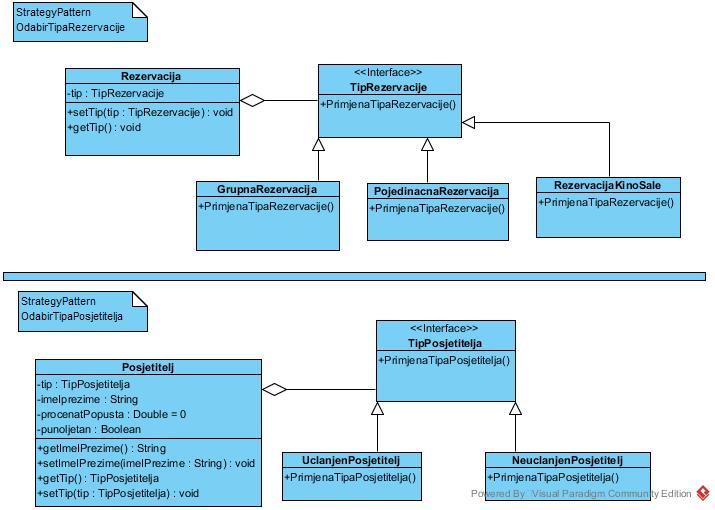 StrategyPattern
OdabirTipaRezervacije
Rezervacija
-tip : TipRezervacije
+setTip(tip : TipRezervacije) : void
+getTip() : void
<<Interface>>
TipRezervacije
+PrimjenaTipaRezervacije()
GrupnaRezervacija
+PrimjenaTipaRezervacije()
PojedinacnaRezervacija
+PrimjenaTipaRezervacije()
RezervacijaKinoSale
+PrimjenaTipaRezervacije()
StrategyPattern
OdabirTipaPosjetitelja
<<Interface>>
TipPosjetitelja
+PrimjenaTipaPosjetitelja()
Posjetitelj
-tip : TipPosjetitelja
-imeIprezime : String
-procenatPopusta : Double = 0
-punoljetan : Boolean
+getImeIPrezime() : String
+setImeIPrezime(imeIPrezime : String) : void
+getTip() : TipPosjetitelja
+setTip(tip : TipPosjetitelja) : void
UclanjenPosjetitelj
+PrimjenaTipaPosjetitelja()
NeuclanjenPosjetitelj
+PrimjenaTipaPosjetitelja()
Powered By Visual Paradigm Community Edition